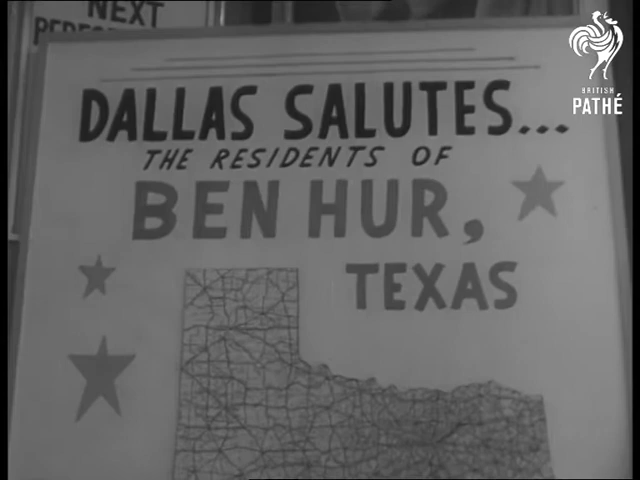 NEXT
DALLAS SALUTES...
THE RESIDENTS OF
BEN HUR,
TEXAS
BRITISH
PATHÉ